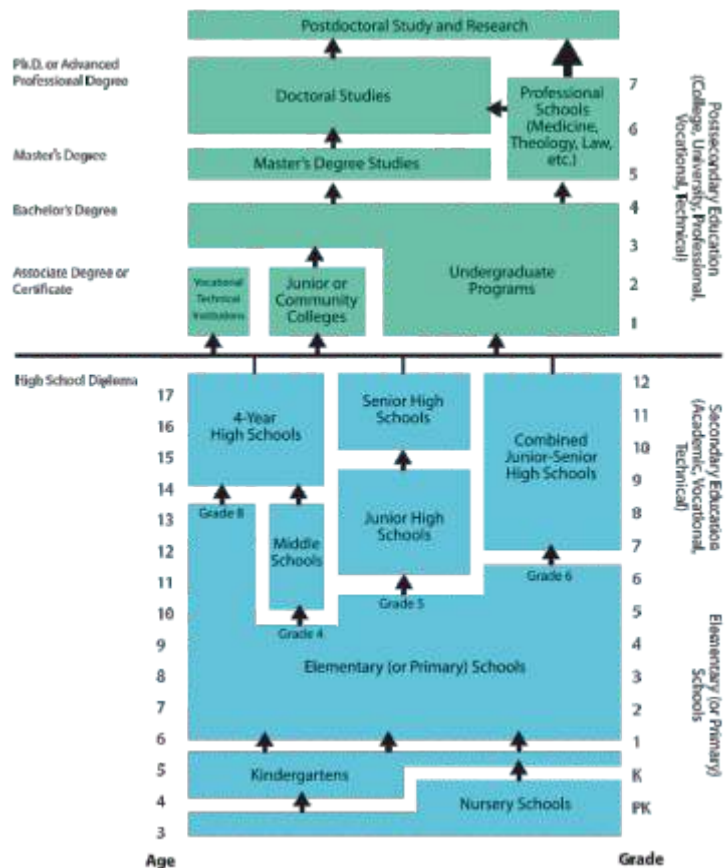 Postdoctoral Study and Research
Ph.D. or Advanced
Professional Degree
Doctoral Studies
Professional
Schools
(Medicine,
Theology, Law,
etc.)
7
6
5
Master's Degree
Master's Degree Studies
Bachelor's Degree
4
3
2
1
Associate Degree or
Certificate
Vocational
Technical
Institutions
Junior or
Community
Colleges
Undergraduate
Programs
Postsecondary Education
(College, University, Professional,
Vocational, Technical)
High School Diploma
17
16
15
14
13
12
11
10
9
8
7
6
5
4
3
Age
4-Year
High Schools
Senior High
Schools
Combined
Junior-Senior
High Schools
Grade 8
Middle
Schools
Junior High
Schools
Grade 4
Grade 5
Grade 6
Elementary (or Primary) Schools
Kindergartens
Nursery Schools
12
11
10
9
8
7
6
5
4
3
2
1
K
PK
Grade
Secondary Education
(Academic, Vocational,
Technical)
Elementary (or Primary)
Schools